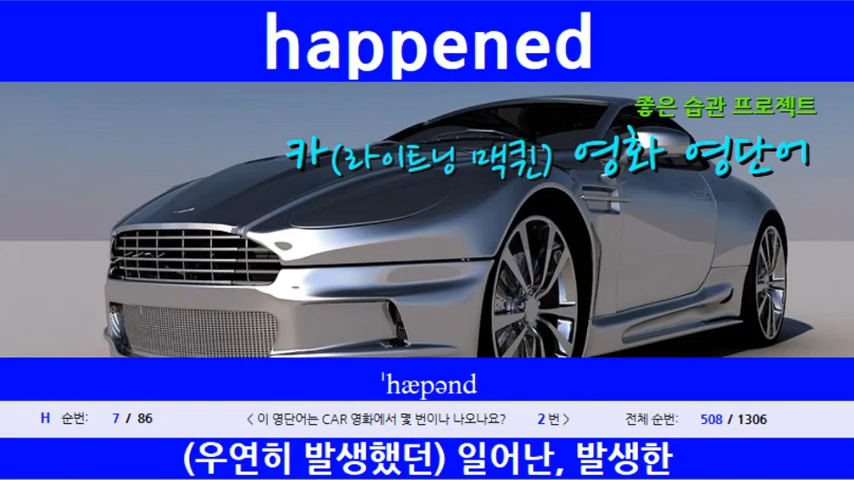 happened
좋은 습관 프로젝트
카(라이트닝 맥퀸) 영화 영단어
ˈhæpənd
H 순번: 7 / 86 < 이 영단어는 CAR 영화에서 몇 번이나 나오나요? 2 번 > 전체 순번: 508 / 1306
(우연히 발생했던) 일어난, 발생한